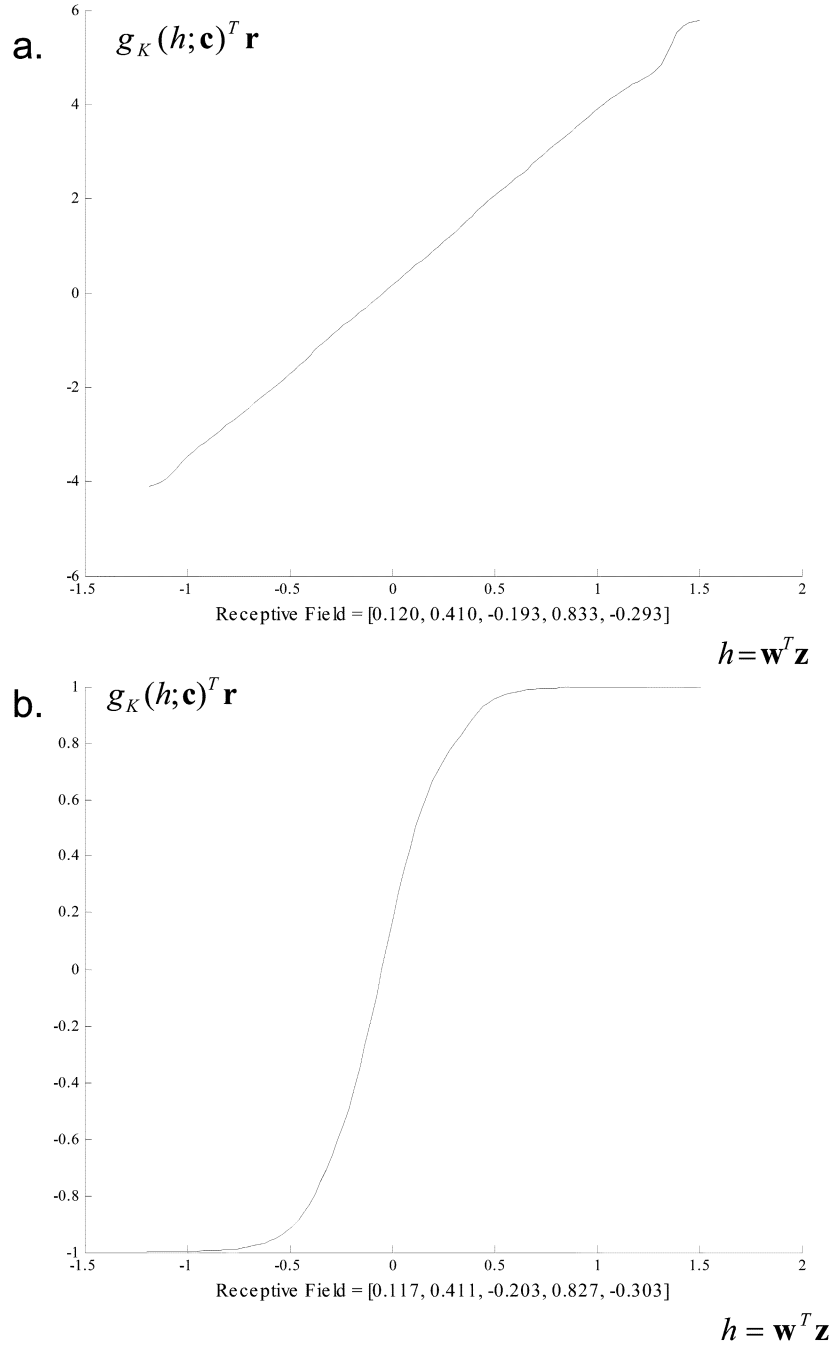 a.
g_K (h; c)^T r
6
4
2
0
-2
-4
-6
-1.5 -1 -0.5 0 0.5 1 1.5 2
Receptive Field = [0.120, 0.410, -0.193, 0.833, -0.293]
h = w^T z
b.
g_K (h; c)^T r
1
0.8
0.6
0.4
0.2
0
-0.2
-0.4
-0.6
-0.8
-1
-1.5 -1 -0.5 0 0.5 1 1.5 2
Receptive Field = [0.117, 0.411, -0.203, 0.827, -0.303]
h = w^T z